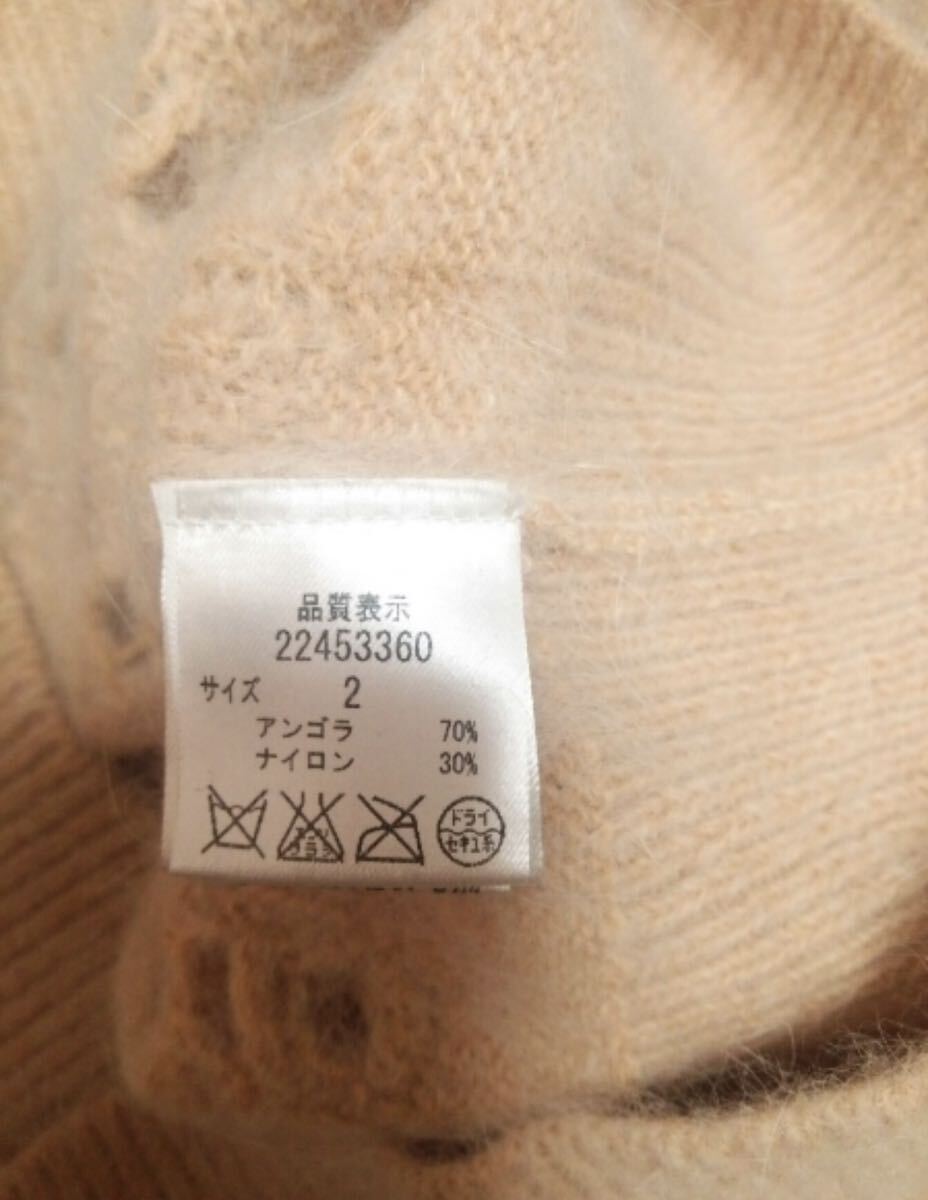 品質表示
22453360
サイズ 2
アンゴラ 70%
ナイロン 30%
ドライ
セキユ系